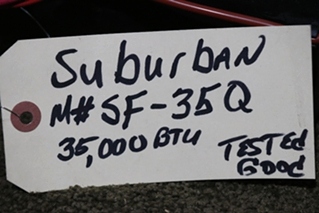 SuburbaN
M# SF-35Q
35,000 BTU
TESTED
GOOD